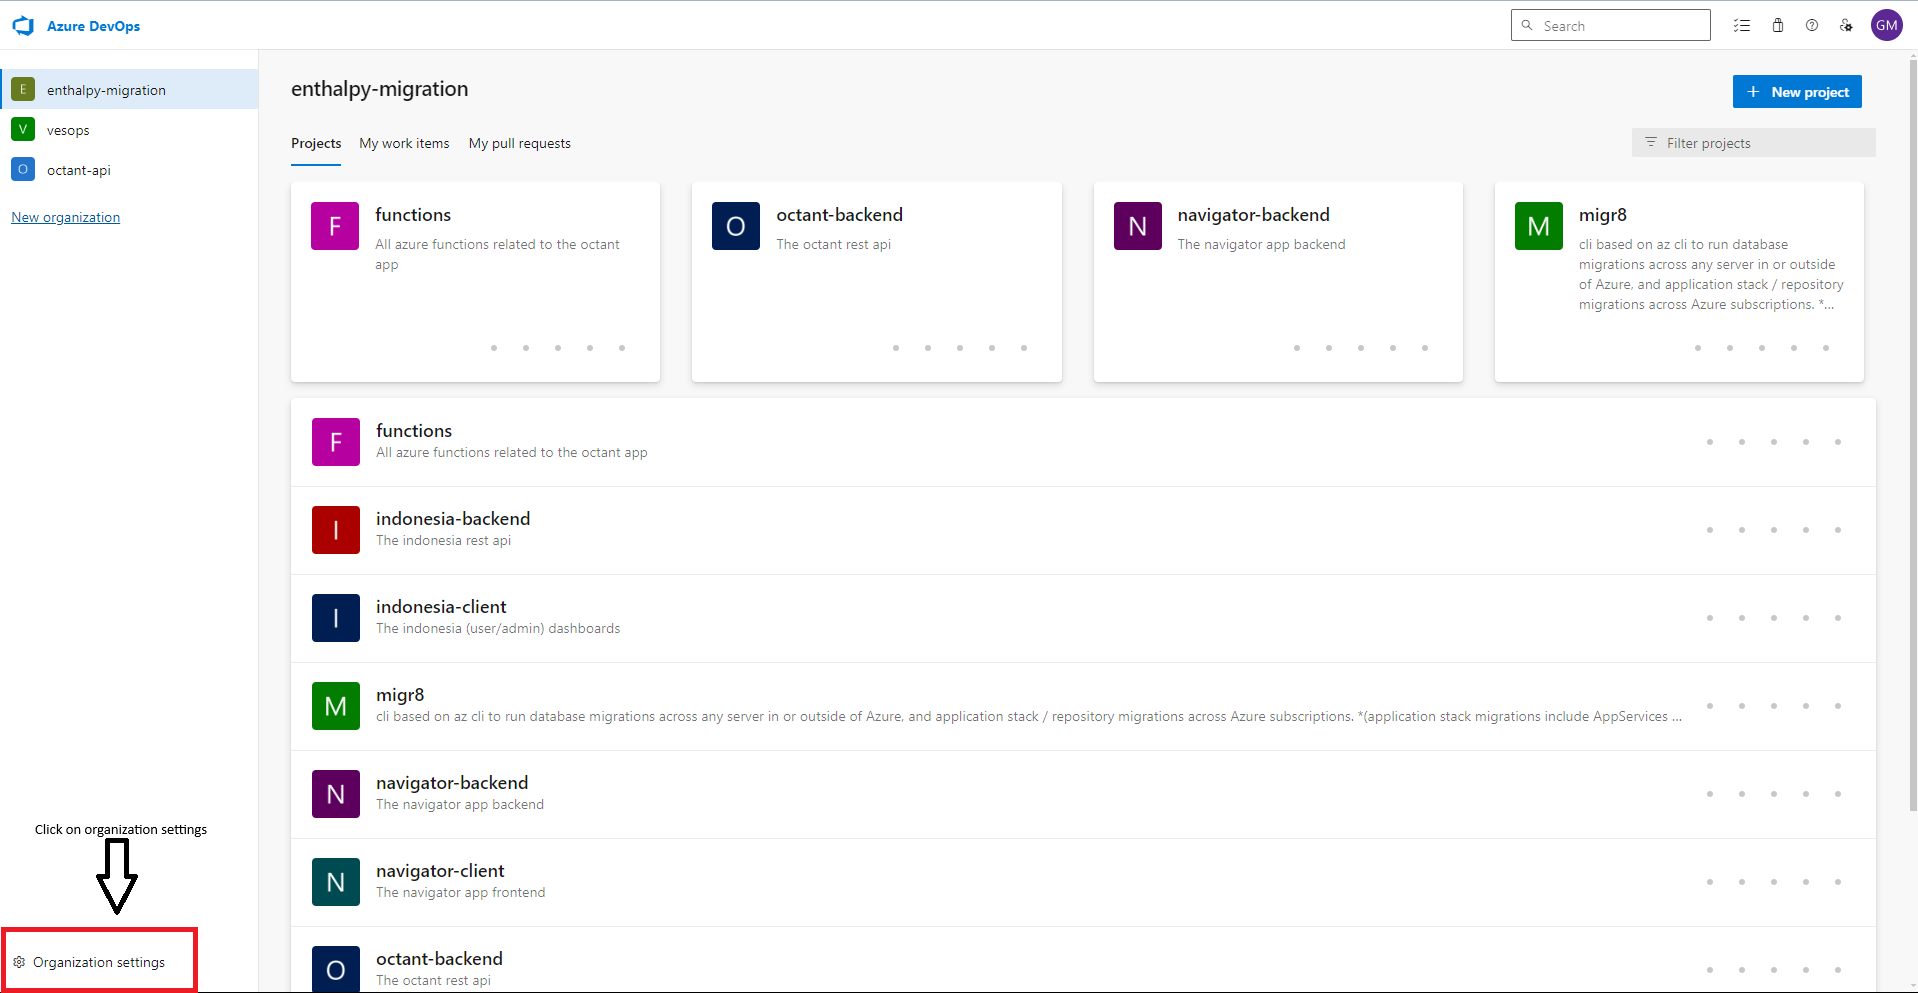 Azure DevOps
Search
GM
E
enthalpy-migration
V
vesops
O
octant-api
New organization
Click on organization settings
Organization settings
enthalpy-migration
New project
Projects
My work items
My pull requests
Filter projects
F
functions
All azure functions related to the octant
app
O
octant-backend
The octant rest api
N
navigator-backend
The navigator app backend
M
migr8
cli based on az cli to run database
migrations across any server in or outside
of Azure, and application stack / repository
migrations across Azure subscriptions. *...
F
functions
All azure functions related to the octant app
I
indonesia-backend
The indonesia rest api
I
indonesia-client
The indonesia (user/admin) dashboards
M
migr8
cli based on az cli to run database migrations across any server in or outside of Azure, and application stack / repository migrations across Azure subscriptions. *(application stack migrations include AppServices ...
N
navigator-backend
The navigator app backend
N
navigator-client
The navigator app frontend
O
octant-backend
The octant rest api